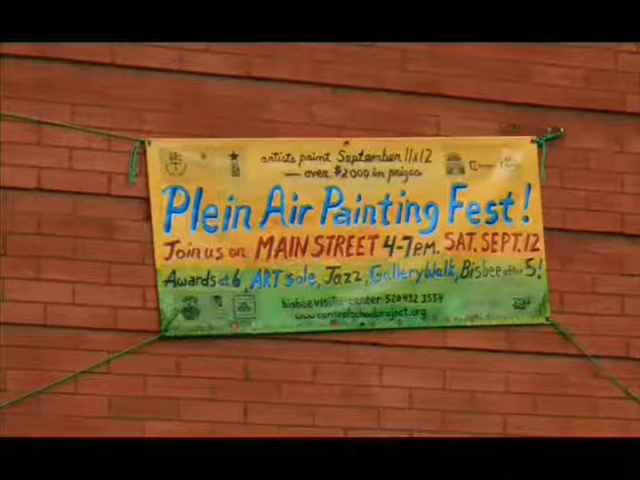 artists paint September 11 & 12
— over $2000 in prizes —
Plein Air Painting Fest!
Join us on MAIN STREET 4-7 P.M. SAT. SEPT. 12
Awards at 6, ART sale, Jazz, Gallery Walk, Bisbee after 5!
bisbee visitor center 520 432 3554
www.centralschoolproject.org